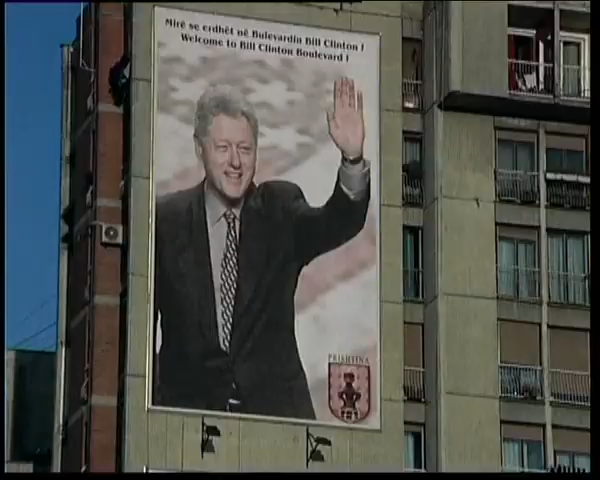 Mirë se erdhët në Bulevardin Bill Clinton !
Welcome to Bill Clinton Boulevard !
PRISHTINA